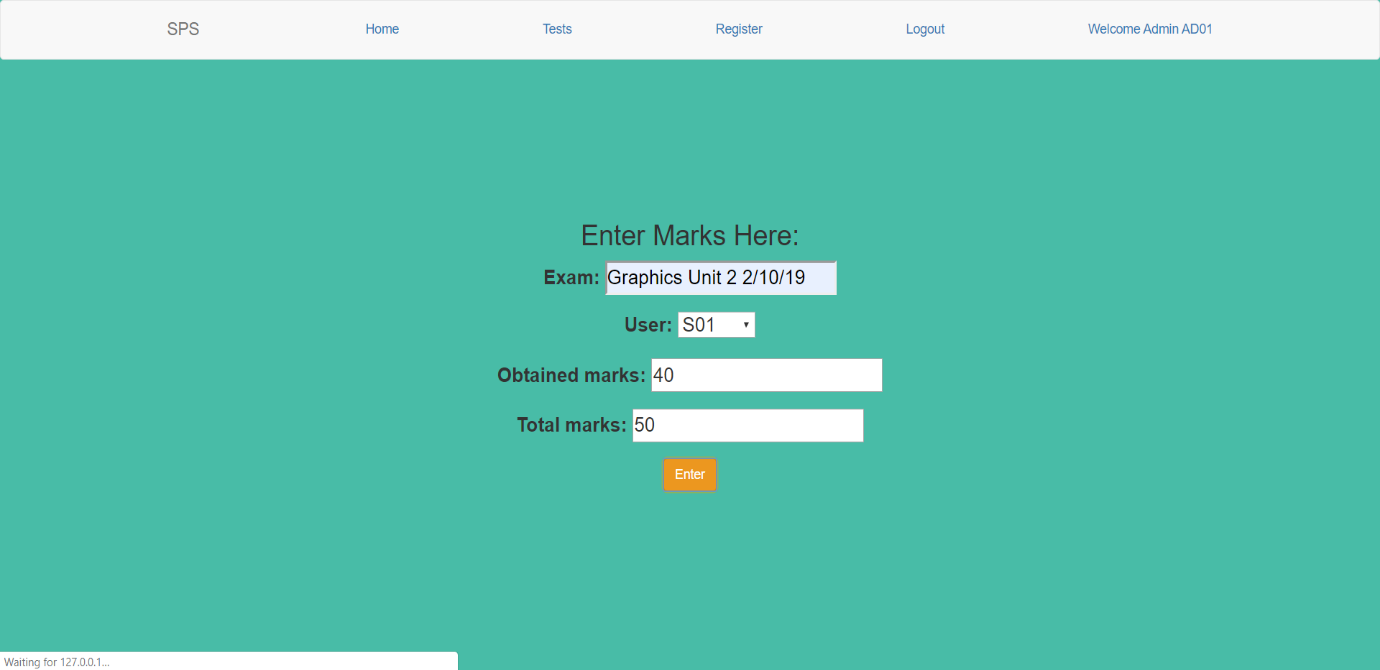 SPS Home Tests Register Logout Welcome Admin AD01
Enter Marks Here:
Exam: Graphics Unit 2 2/10/19
User: S01
Obtained marks: 40
Total marks: 50
Enter
Waiting for 127.0.0.1...